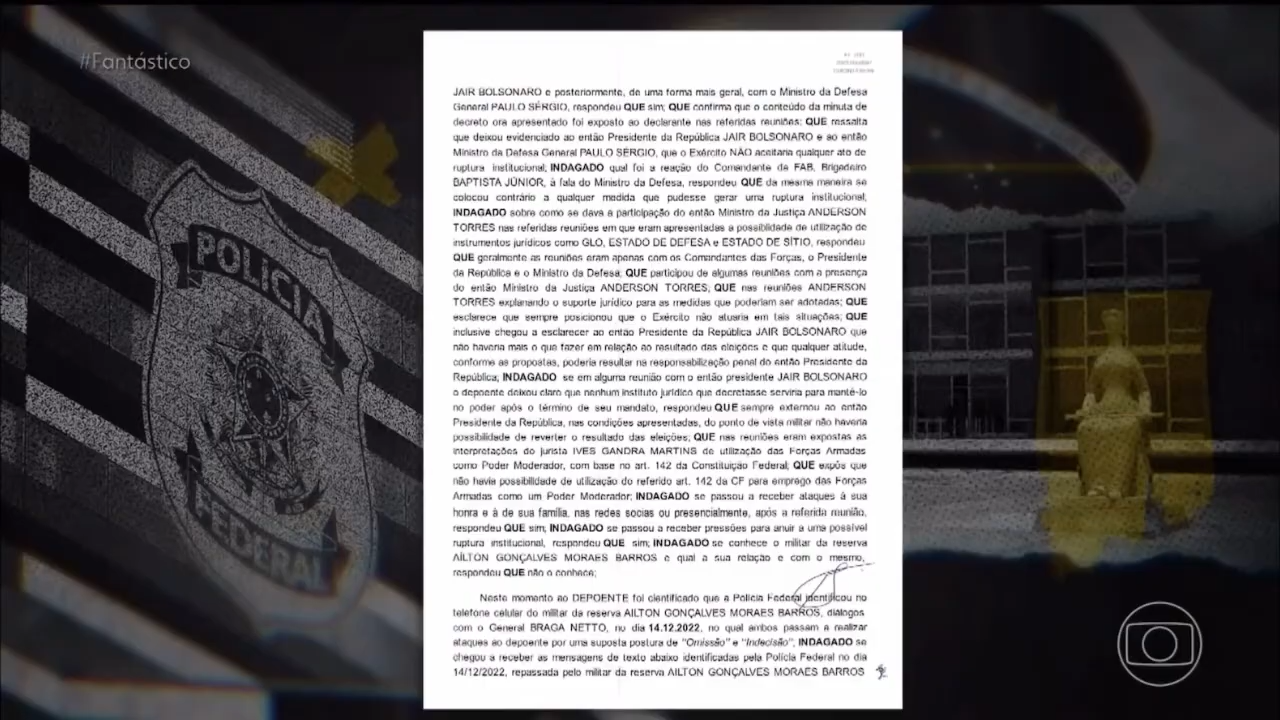 #Fantástico
JAIR BOLSONARO e posteriormente, de uma forma mais geral, com o Ministro da Defesa
General PAULO SÉRGIO, respondeu QUE sim; QUE confirma que o conteúdo da minuta de
decreto ora apresentado foi exposto ao declarante nas referidas reuniões; QUE ressalta
que deixou evidenciado ao então Presidente da República JAIR BOLSONARO e ao então
Ministro da Defesa General PAULO SÉRGIO, que o Exército NÃO aceitaria qualquer ato de
ruptura institucional; INDAGADO qual foi a reação do Comandante da FAB, Brigadeiro
BAPTISTA JÚNIOR, à fala do Ministro da Defesa, respondeu QUE da mesma maneira se
colocou contrário a qualquer medida que pudesse gerar uma ruptura institucional;
INDAGADO sobre como se dava a participação do então Ministro da Justiça ANDERSON
TORRES nas referidas reuniões em que eram apresentadas a possiblidade de utilização de
instrumentos jurídicos como GLO, ESTADO DE DEFESA e ESTADO DE SÍTIO, respondeu
QUE geralmente as reuniões eram apenas com os Comandantes das Forças, o Presidente
da República e o Ministro da Defesa; QUE participou de algumas reuniões com a presença
do então Ministro da Justiça ANDERSON TORRES; QUE nas reuniões ANDERSON
TORRES explanando o suporte jurídico para as medidas que poderiam ser adotadas; QUE
esclarece que sempre posicionou que o Exército não atuaria em tais situações; QUE
inclusive chegou a esclarecer ao então Presidente da República JAIR BOLSONARO que
não haveria mais o que fazer em relação ao resultado das eleições e que qualquer atitude,
conforme as propostas, poderia resultar na responsabilização penal do então Presidente da
República; INDAGADO se em alguma reunião com o então presidente JAIR BOLSONARO
o depoente deixou claro que nenhum instituto jurídico que decretasse serviria para mantê-lo
no poder após o término de seu mandato, respondeu QUE sempre externou ao então
Presidente da República, nas condições apresentadas, do ponto de vista militar não haveria
possibilidade de reverter o resultado das eleições; QUE nas reuniões eram expostas as
interpretações do jurista IVES GANDRA MARTINS de utilização das Forças Armadas
como Poder Moderador, com base no art. 142 da Constituição Federal; QUE expôs que
não havia possibilidade de utilização do referido art. 142 da CF para emprego das Forças
Armadas como um Poder Moderador; INDAGADO se passou a receber ataques à sua
honra e à de sua família, nas redes socias ou presencialmente, após a referida reunião,
respondeu QUE sim; INDAGADO se passou a receber pressões para anuir a uma possível
ruptura institucional, respondeu QUE sim; INDAGADO se conhece o militar da reserva
AÍLTON GONÇALVES MORAES BARROS e qual a sua relação e com o mesmo,
respondeu QUE não o conhece;
Neste momento ao DEPOENTE foi cientificado que a Polícia Federal identificou no
telefone celular do militar da reserva AILTON GONÇALVES MORAES BARROS, diálogos
com o General BRAGA NETTO, no dia 14.12.2022, no qual ambos passam a realizar
ataques ao depoente por uma suposta postura de "Omissão" e "Indecisão", INDAGADO se
chegou a receber as mensagens de texto abaixo identificadas pela Polícia Federal no dia
14/12/2022, repassada pelo militar da reserva AILTON GONÇALVES MORAES BARROS
POLÍCIA
FEDERAL